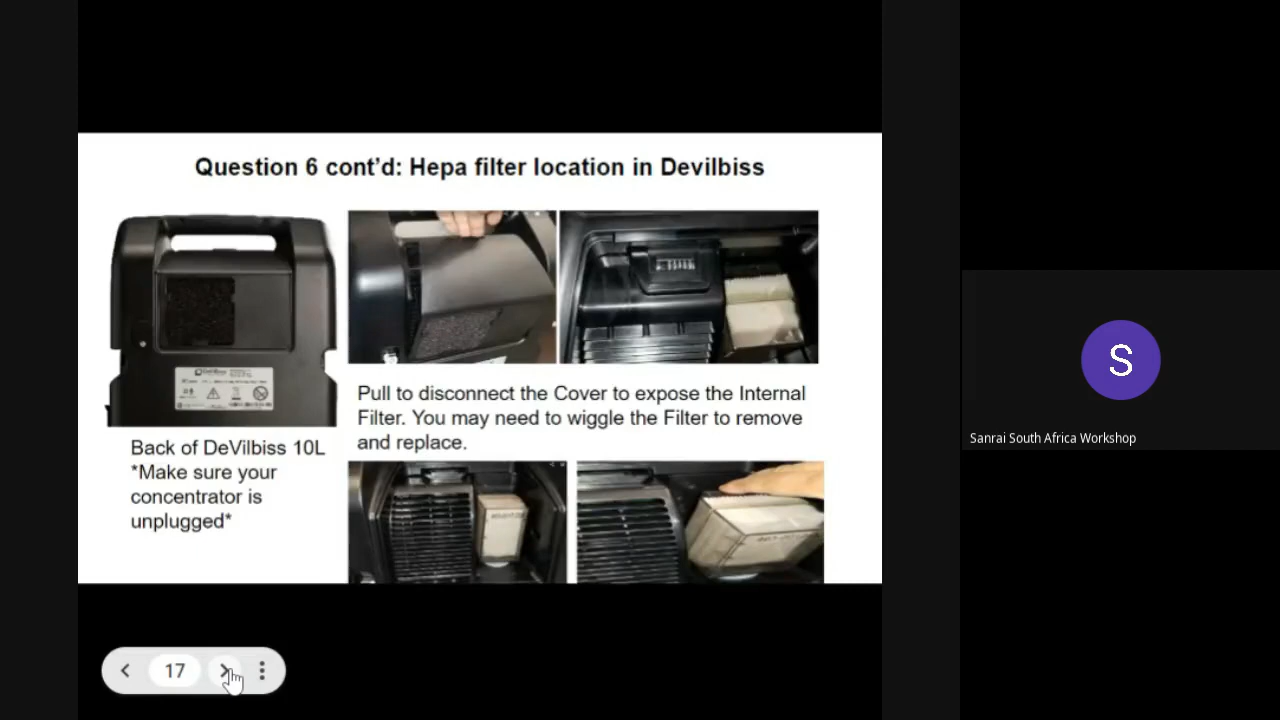 Question 6 cont'd: Hepa filter location in Devilbiss
Pull to disconnect the Cover to expose the Internal
Filter. You may need to wiggle the Filter to remove
and replace.
Back of DeVilbiss 10L
*Make sure your
concentrator is
unplugged*
17
S
Sanrai South Africa Workshop